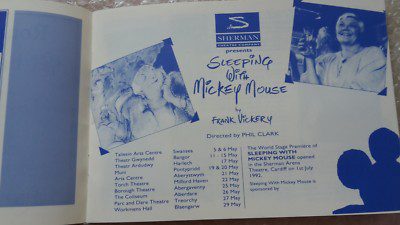 SHERMAN
THEATRE COMPANY
presents
SLEEPING
WITH
MICKEY MOUSE
by
FRANK VICKERY
Directed by PHIL CLARK
Taliesin Arts Centre Swansea 5 & 6 May
Theatr Gwynedd Bangor 11 - 15 May
Theatr Ardudwy Harlech 17 May
Muni Pontypridd 19 & 20 May
Arts Centre Aberystwyth 21 May
Torch Theatre Milford Haven May
Borough Theatre Abergavenny 25 May
The Coliseum Aberdare 26 May
Parc and Dare Theatre Treorchy 27 May
Workmens Hall Blaengarw 29 May
The World Stage Premiere of
SLEEPING WITH
MICKEY MOUSE opened
in the Sherman Arena
Theatre, Cardiff on 1st July
1992.
Sleeping With Mickey Mouse is
sponsored by